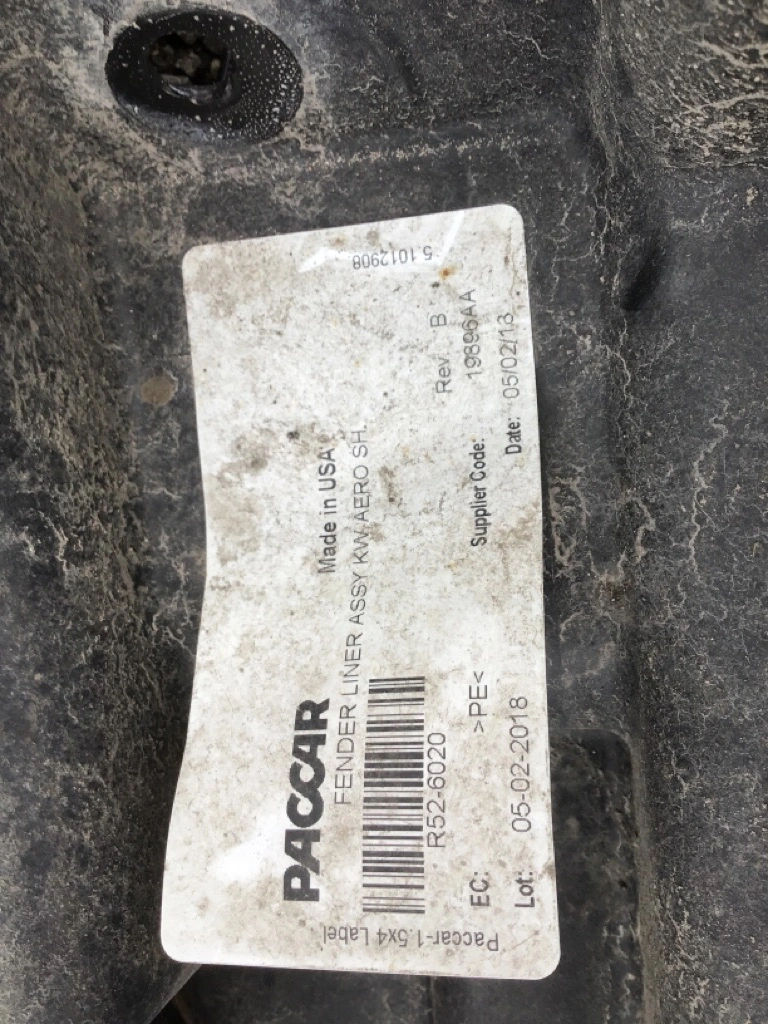 PACCAR
Made in USA
FENDER LINER ASSY KW AERO SH.
R52-6020
Rev. B
EC:
>PE<
Supplier Code: 19896AA
Lot: 05-02-2018
Date: 05/02/18
Paccar-1.5x4 Label
5.1012908